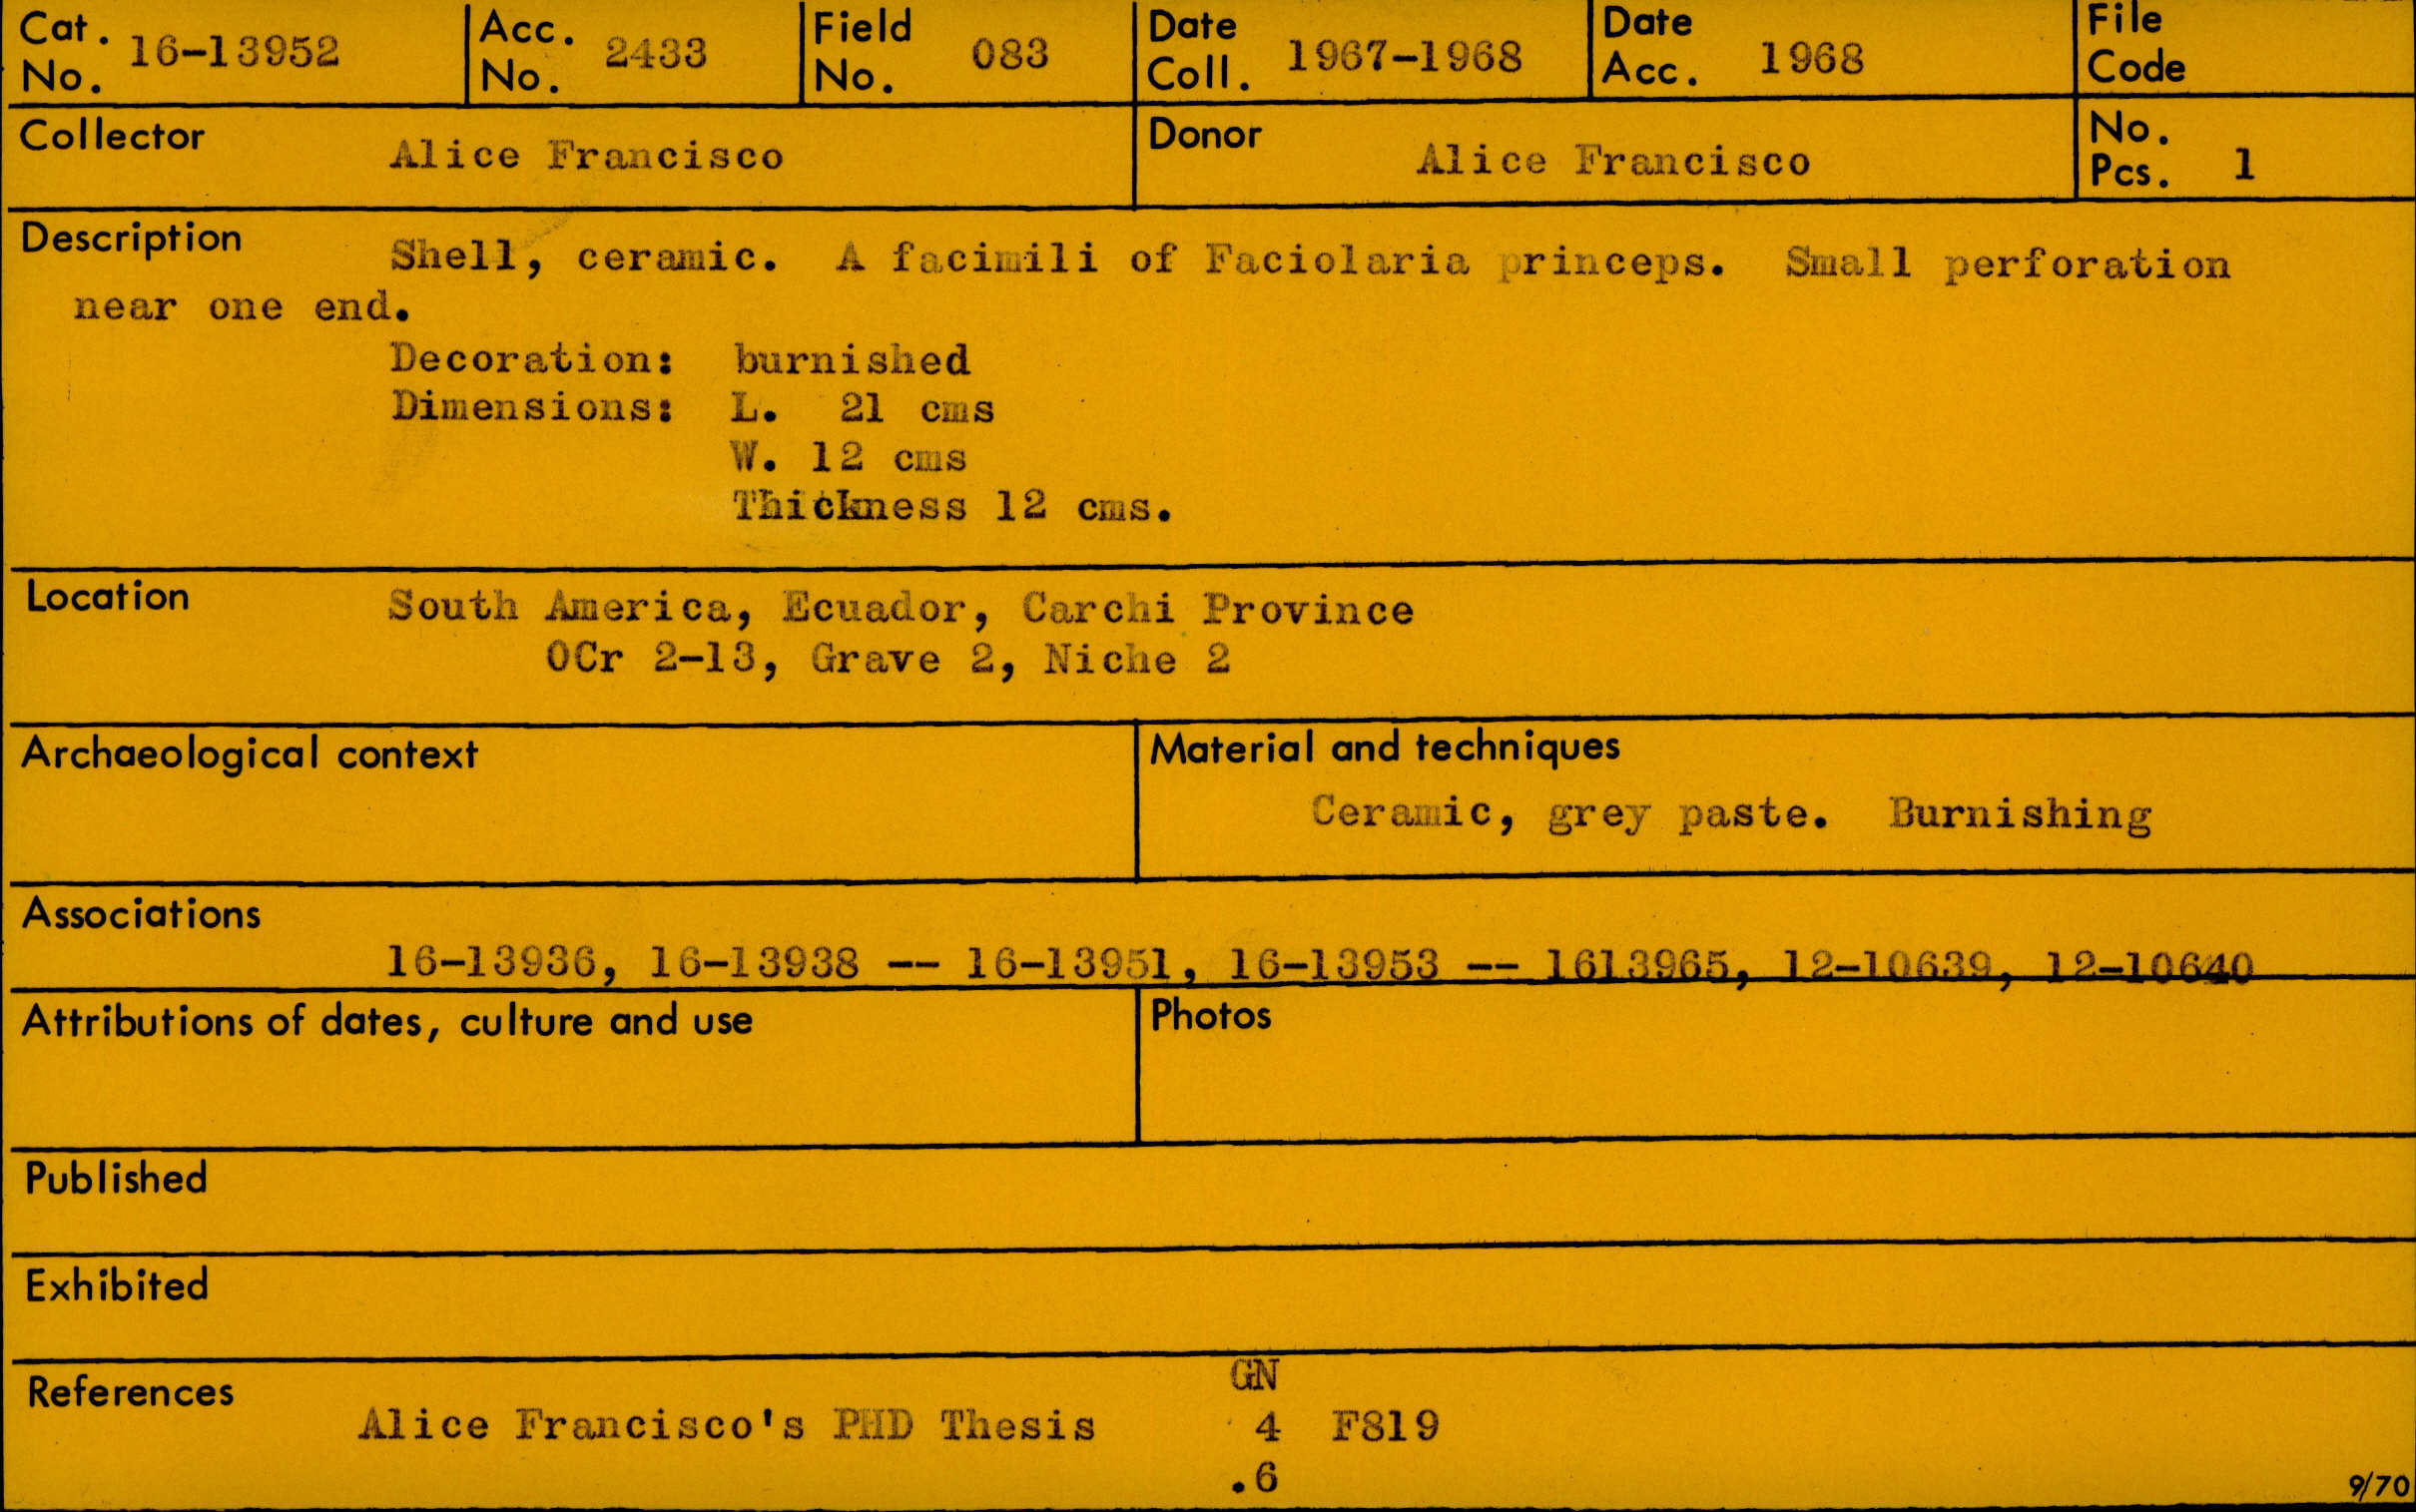 Cat. No. 16-13952 Acc. No. 2433 Field No. 083 Date Coll. 1967-1968 Date Acc. 1968 File Code
Collector Alice Francisco Donor Alice Francisco No. Pcs. 1
Description Shell, ceramic. A facimili of Faciolaria princeps. Small perforation
near one end.
Decoration: burnished
Dimensions: L. 21 cms
W. 12 cms
Thickness 12 cms.
Location South America, Ecuador, Carchi Province
OCr 2-13, Grave 2, Niche 2
Archaeological context Material and techniques
Ceramic, grey paste. Burnishing
Associations
16-13936, 16-13938 -- 16-13951, 16-13953 -- 1613965, 12-10639, 12-10640
Attributions of dates, culture and use Photos
Published
Exhibited
References GN
Alice Francisco's PHD Thesis 4 F819
.6
9/70